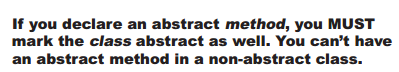 If you declare an abstract method, you MUST
mark the class abstract as well. You can’t have
an abstract method in a non-abstract class.